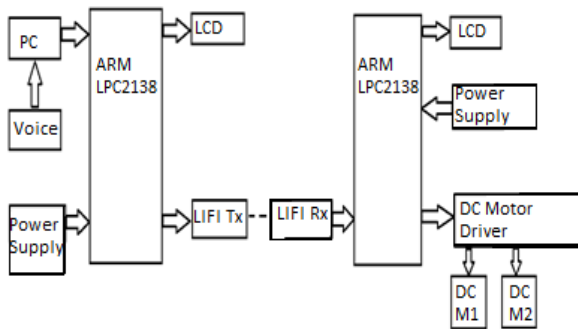 PC
Voice
Power
Supply
ARM
LPC2138
LCD
LIFI Tx
LIFI Rx
ARM
LPC2138
LCD
Power
Supply
DC Motor
Driver
DC
M1
DC
M2